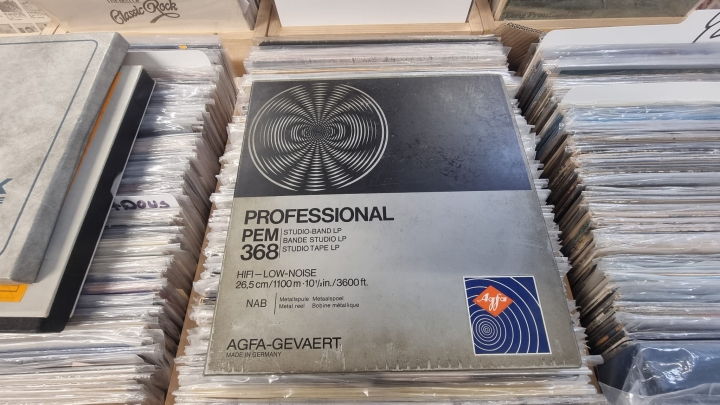 Classic Rock
PROFESSIONAL
PEM
368
STUDIO-BAND LP
BANDE STUDIO LP
STUDIO TAPE LP
HIFI–LOW-NOISE
26,5 cm/1100 m · 10½ in./3600 ft.
NAB
Metallspule Metaalspoel
Metal reel Bobine métallique
Agfa
AGFA-GEVAERT
MADE IN GERMANY